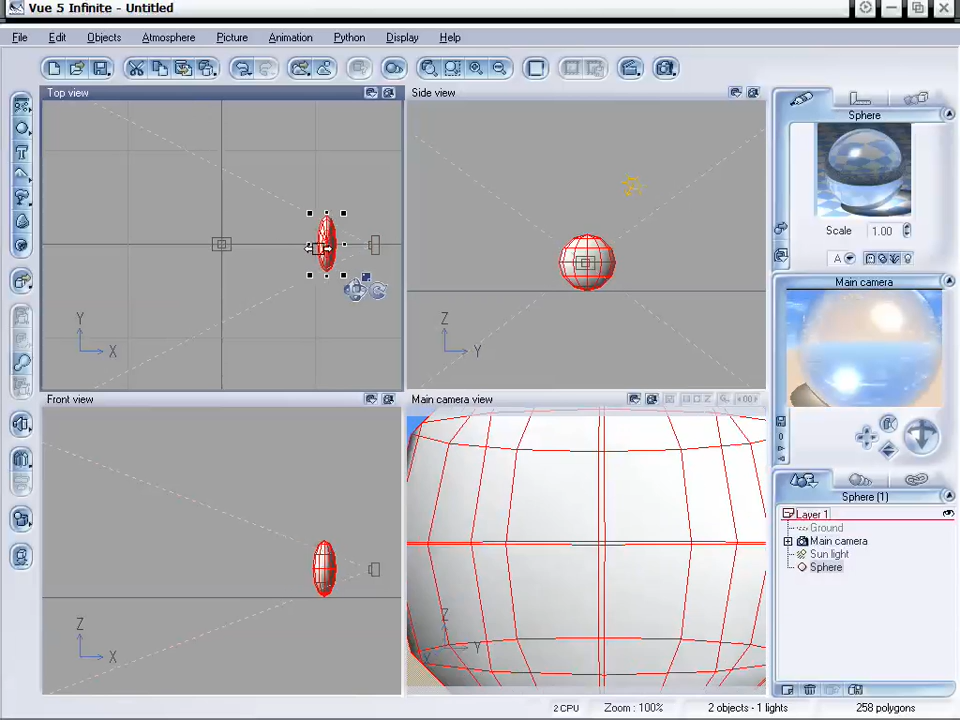 Vue 5 Infinite - Untitled
File Edit Objects Atmosphere Picture Animation Python Display Help
Top view
Side view
Sphere
Scale 1.00
A
Main camera
Y
X
Z
Y
Front view
Main camera view
Z
X
Z
Y
Sphere (1)
Layer 1
Ground
Main camera
Sun light
Sphere
2 CPU Zoom : 100% 2 objects - 1 lights 258 polygons